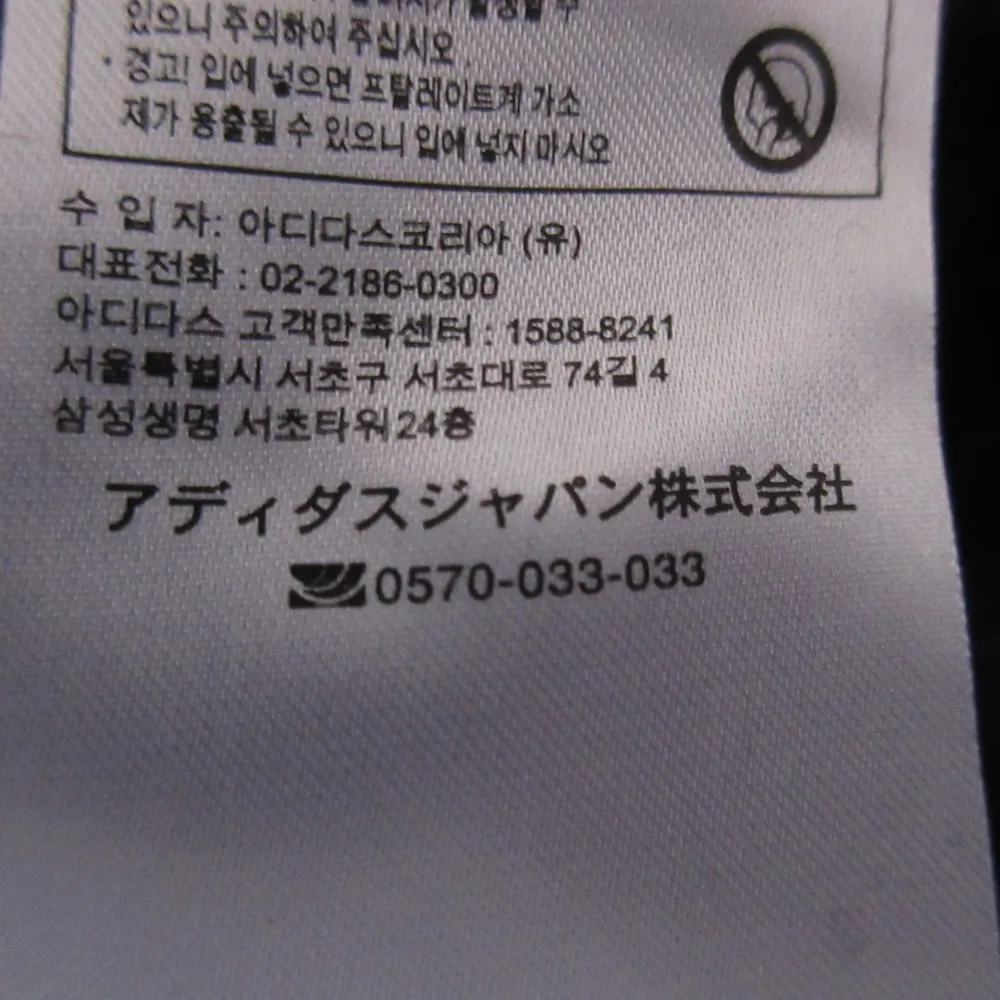 있으니 주의하여 주십시오.
· 경고! 입에 넣으면 프탈레이트계 가소
제가 용출될 수 있으니 입에 넣지 마시오
수 입 자: 아디다스코리아 (유)
대표전화 : 02-2186-0300
아디다스 고객만족센터 : 1588-8241
서울특별시 서초구 서초대로 74길 4
삼성생명 서초타워24층
アディダスジャパン株式会社
0570-033-033